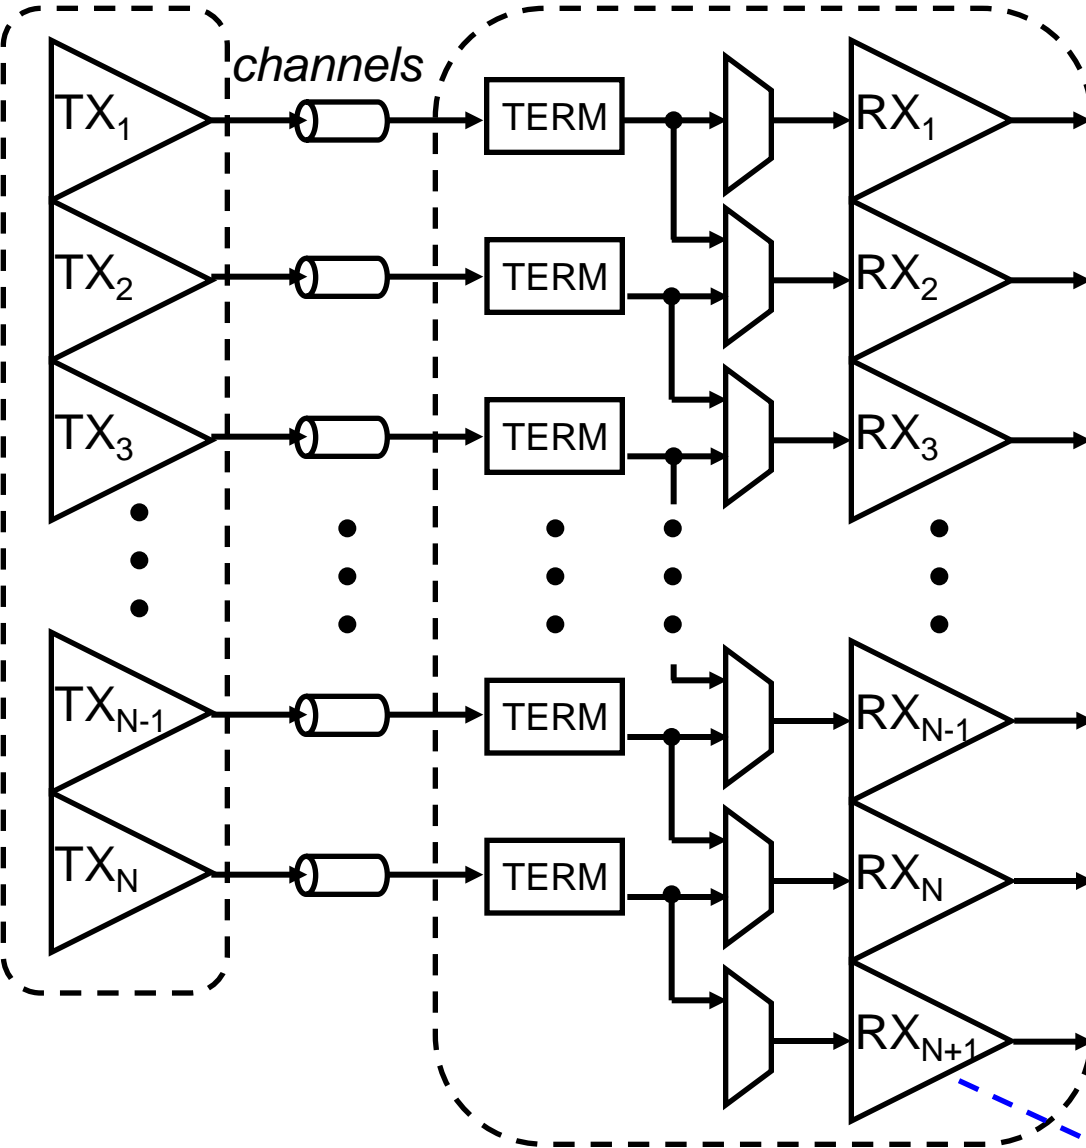 channels
TX1 TERM RX1
TX2 TERM RX2
TX3 TERM RX3
TXN-1 TERM RXN-1
TXN TERM RXN
RXN+1